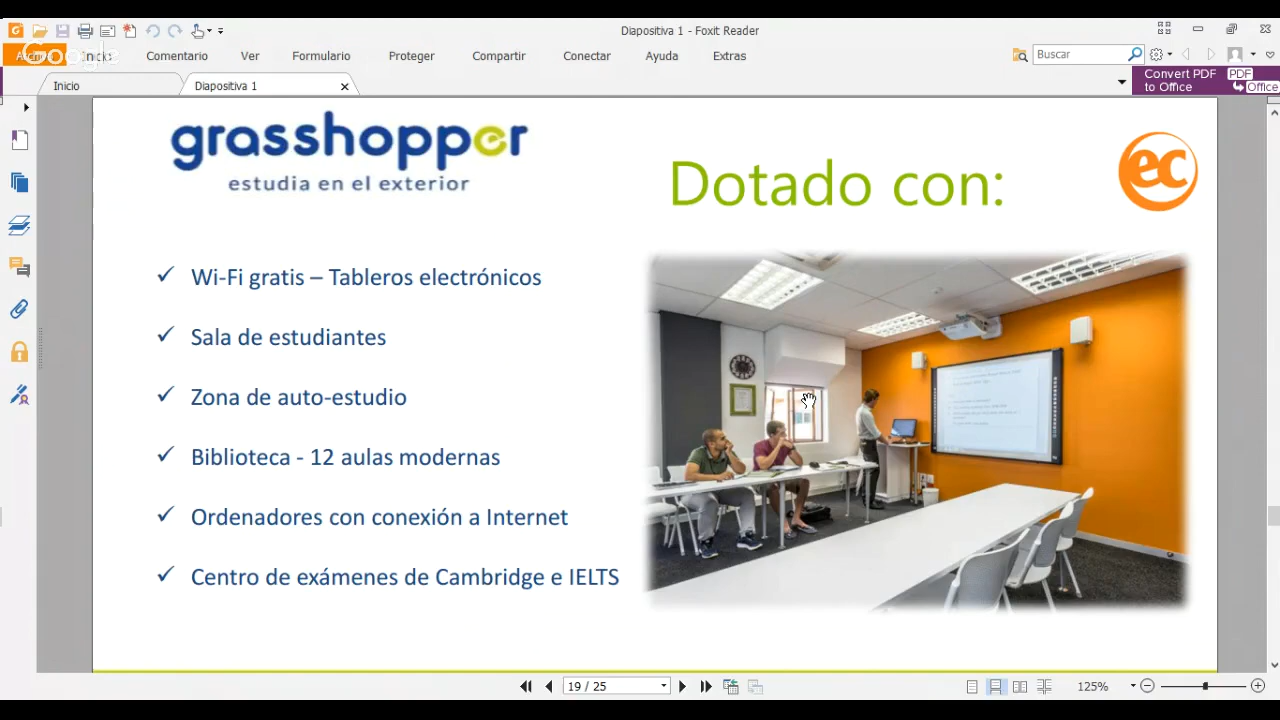 Diapositiva 1 - Foxit Reader
Google
Archivo Inicio Comentario Ver Formulario Proteger Compartir Conectar Ayuda Extras Buscar
Inicio Diapositiva 1 Convert PDF to Office
PDF Office
grasshopper
estudia en el exterior
Dotado con:
ec
Wi-Fi gratis – Tableros electrónicos
Sala de estudiantes
Zona de auto-estudio
Biblioteca - 12 aulas modernas
Ordenadores con conexión a Internet
Centro de exámenes de Cambridge e IELTS
19 / 25
125%